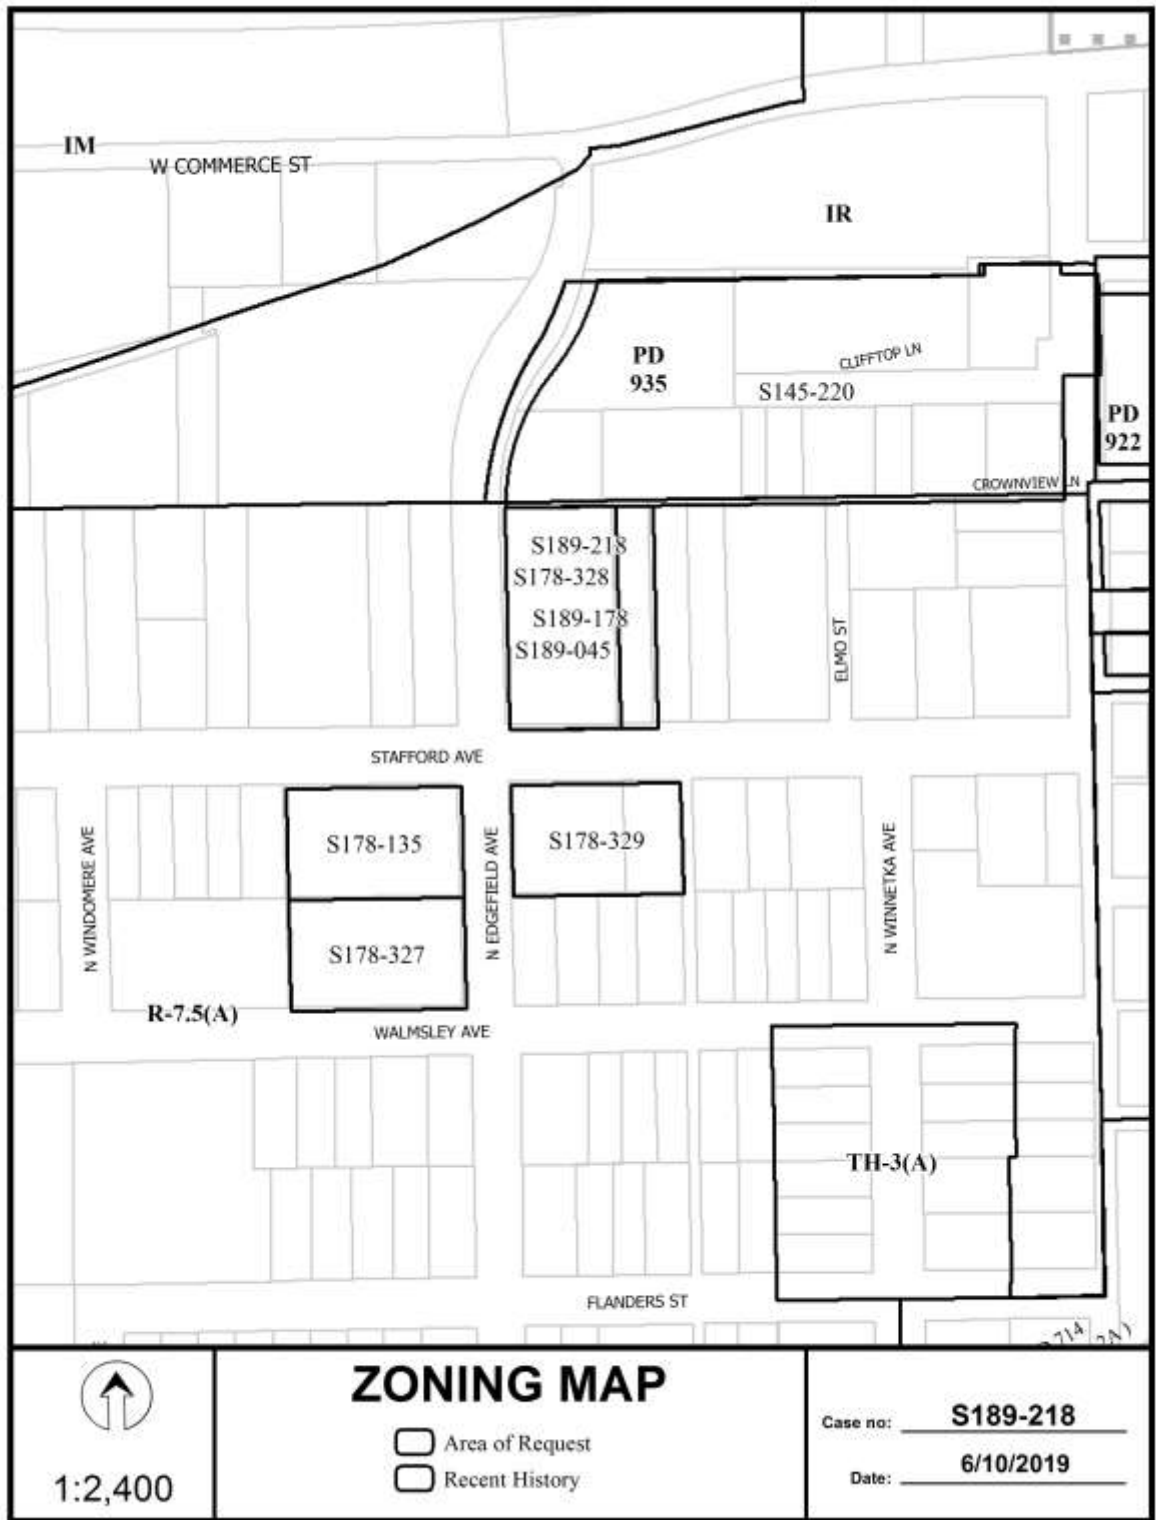 IM
W COMMERCE ST
IR
PD
935
CLIFFTOP LN
S145-220
PD
922
CROWNVIEW LN
S189-218
S178-328
S189-178
S189-045
ELMO ST
STAFFORD AVE
N WINDOMERE AVE
S178-135
N EDGEFIELD AVE
S178-329
N WINNETKA AVE
S178-327
R-7.5(A)
WALMSLEY AVE
TH-3(A)
FLANDERS ST
714
2A)
1:2,400
ZONING MAP
Area of Request
Recent History
Case no: S189-218
Date: 6/10/2019